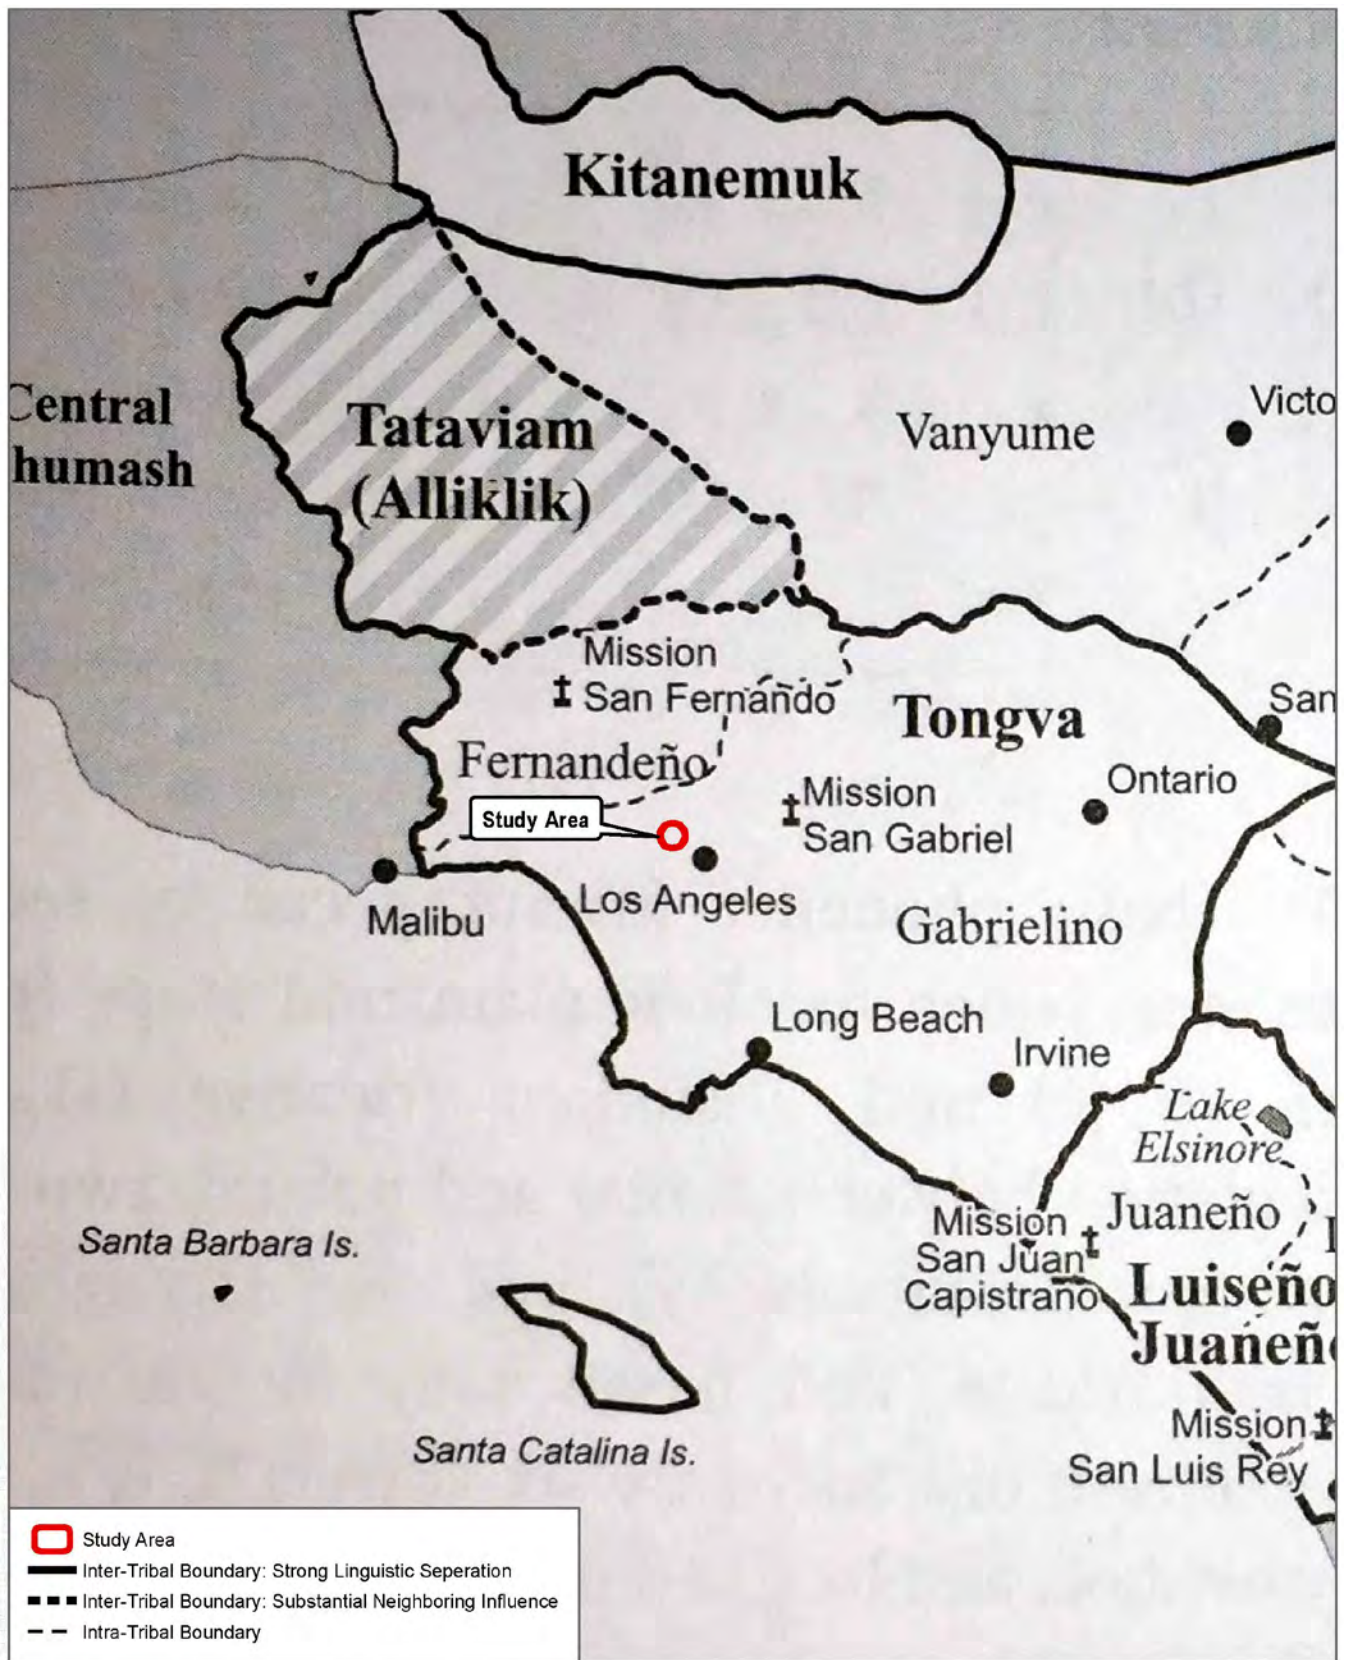 Kitanemuk
Central
humash
Tataviam
(Alliklik)
Vanyume
Victo
Mission
San Fernando
Tongva
San
Fernandeño
Study Area
Mission
San Gabriel
Ontario
Los Angeles
Malibu
Gabrielino
Long Beach
Irvine
Lake
Elsinore
Mission
San Juan
Capistrano
Juaneño
Luiseño
Juaneño
Santa Barbara Is.
Santa Catalina Is.
Mission
San Luis Rey
Study Area
Inter-Tribal Boundary: Strong Linguistic Seperation
Inter-Tribal Boundary: Substantial Neighboring Influence
Intra-Tribal Boundary